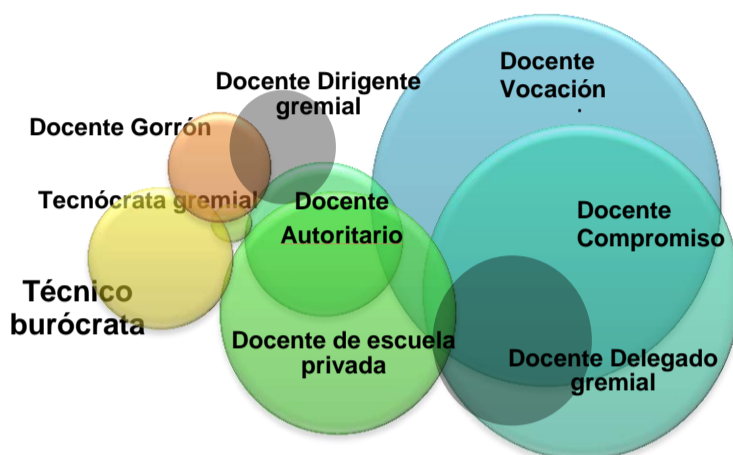 Docente
Vocación
.
Docente Dirigente
gremial
Docente Gorrón
Tecnócrata gremial
Docente
Autoritario
Docente
Compromiso
Técnico
burócrata
Docente de escuela
privada
Docente Delegado
gremial